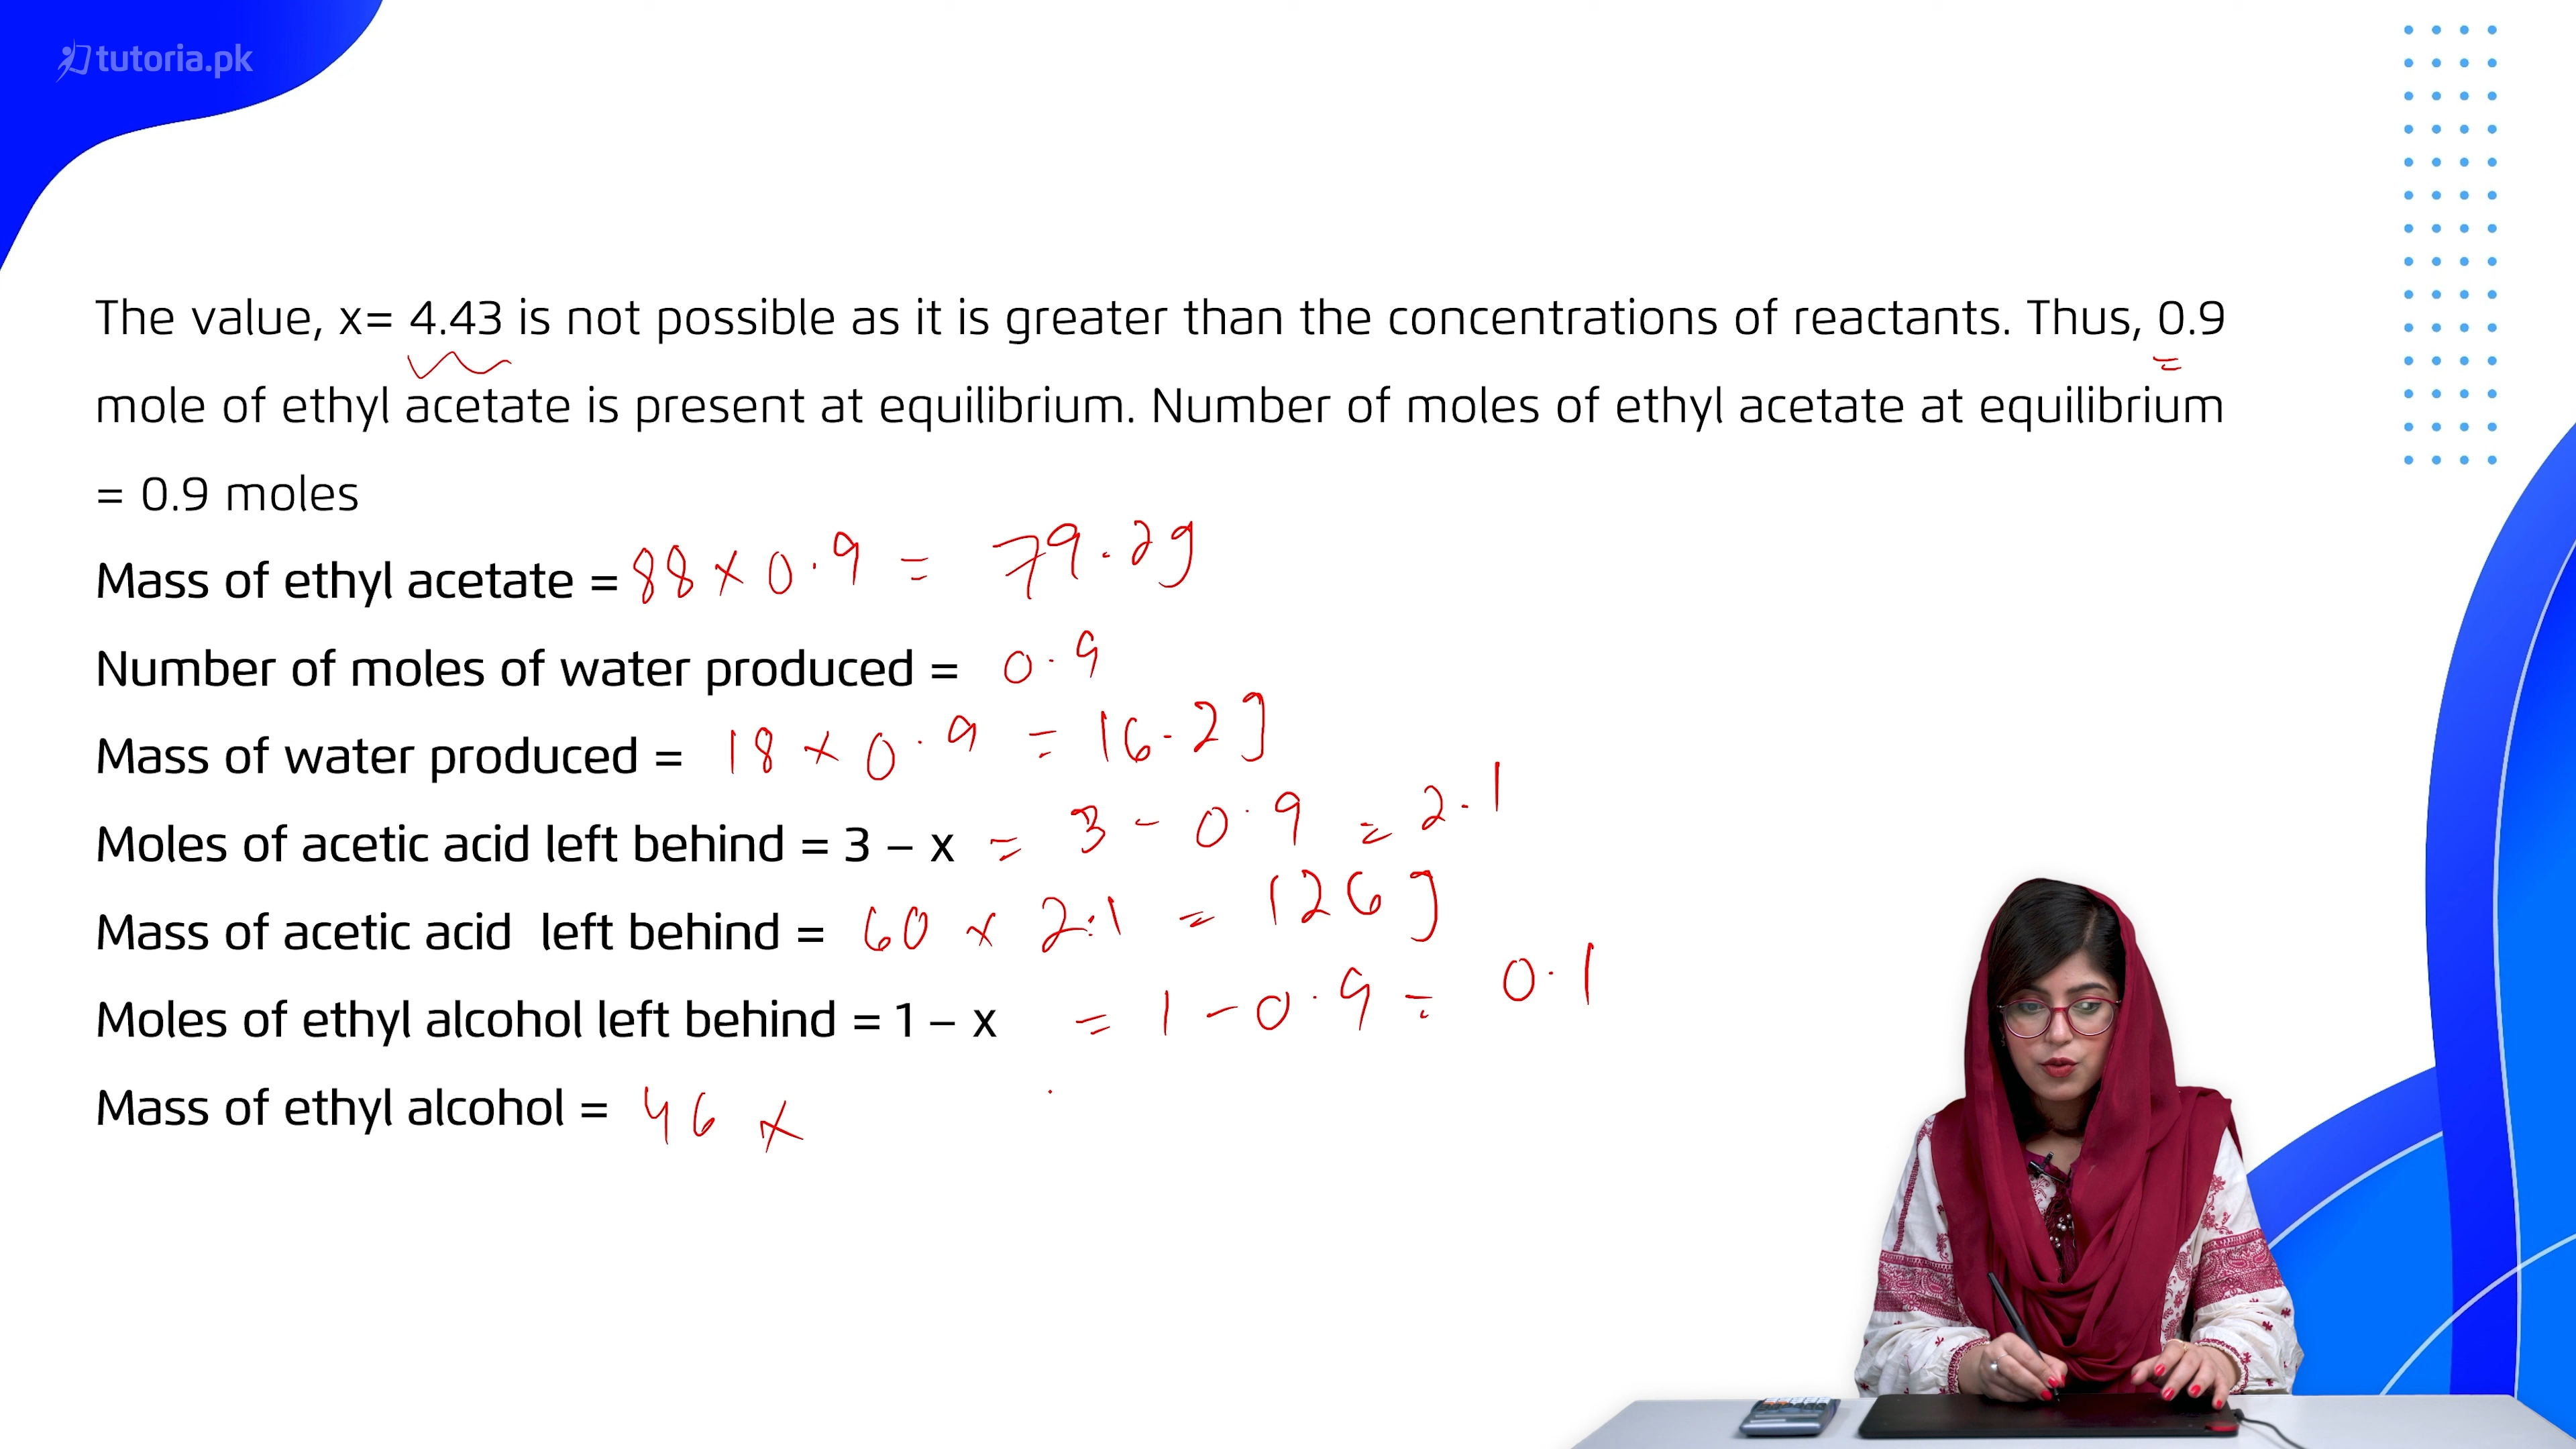 tutoria.pk
The value, x= 4.43 is not possible as it is greater than the concentrations of reactants. Thus, 0.9
mole of ethyl acetate is present at equilibrium. Number of moles of ethyl acetate at equilibrium
= 0.9 moles
Mass of ethyl acetate = 88 x 0.9 = 79.2g
Number of moles of water produced = 0.9
Mass of water produced = 18 x 0.9 = 16.2g
Moles of acetic acid left behind = 3 – x = 3 - 0.9 = 2.1
Mass of acetic acid left behind = 60 x 2.1 = 126g
Moles of ethyl alcohol left behind = 1 – x = 1 - 0.9 = 0.1
Mass of ethyl alcohol = 46 x